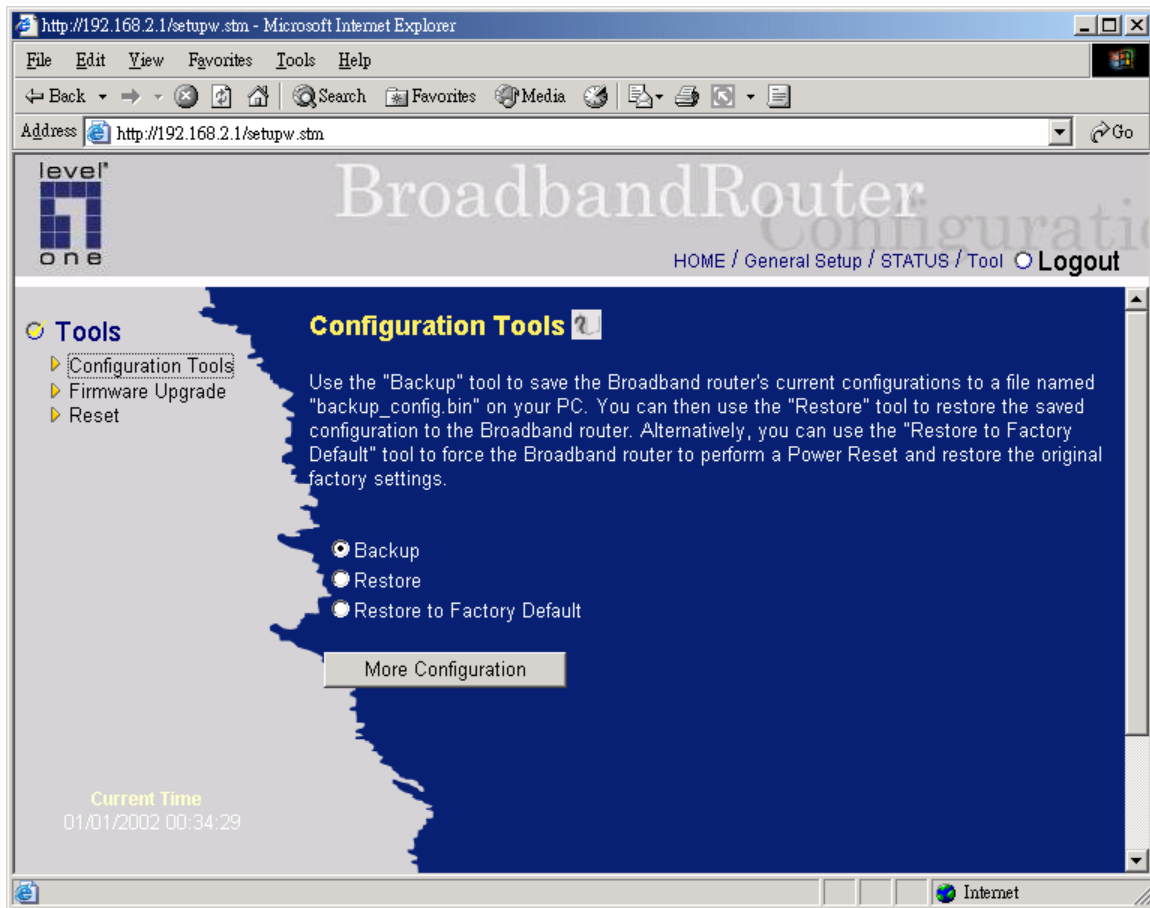 http://192.168.2.1/setupw.stm - Microsoft Internet Explorer
File Edit View Favorites Tools Help
Back Search Favorites Media
Address http://192.168.2.1/setupw.stm Go
level one
BroadbandRouter
Configurati
HOME / General Setup / STATUS / Tool Logout
Tools
Configuration Tools
Firmware Upgrade
Reset
Configuration Tools
Use the "Backup" tool to save the Broadband router's current configurations to a file named
"backup_config.bin" on your PC. You can then use the "Restore" tool to restore the saved
configuration to the Broadband router. Alternatively, you can use the "Restore to Factory
Default" tool to force the Broadband router to perform a Power Reset and restore the original
factory settings.
Backup
Restore
Restore to Factory Default
More Configuration
Current Time
01/01/2002 00:34:29
Internet